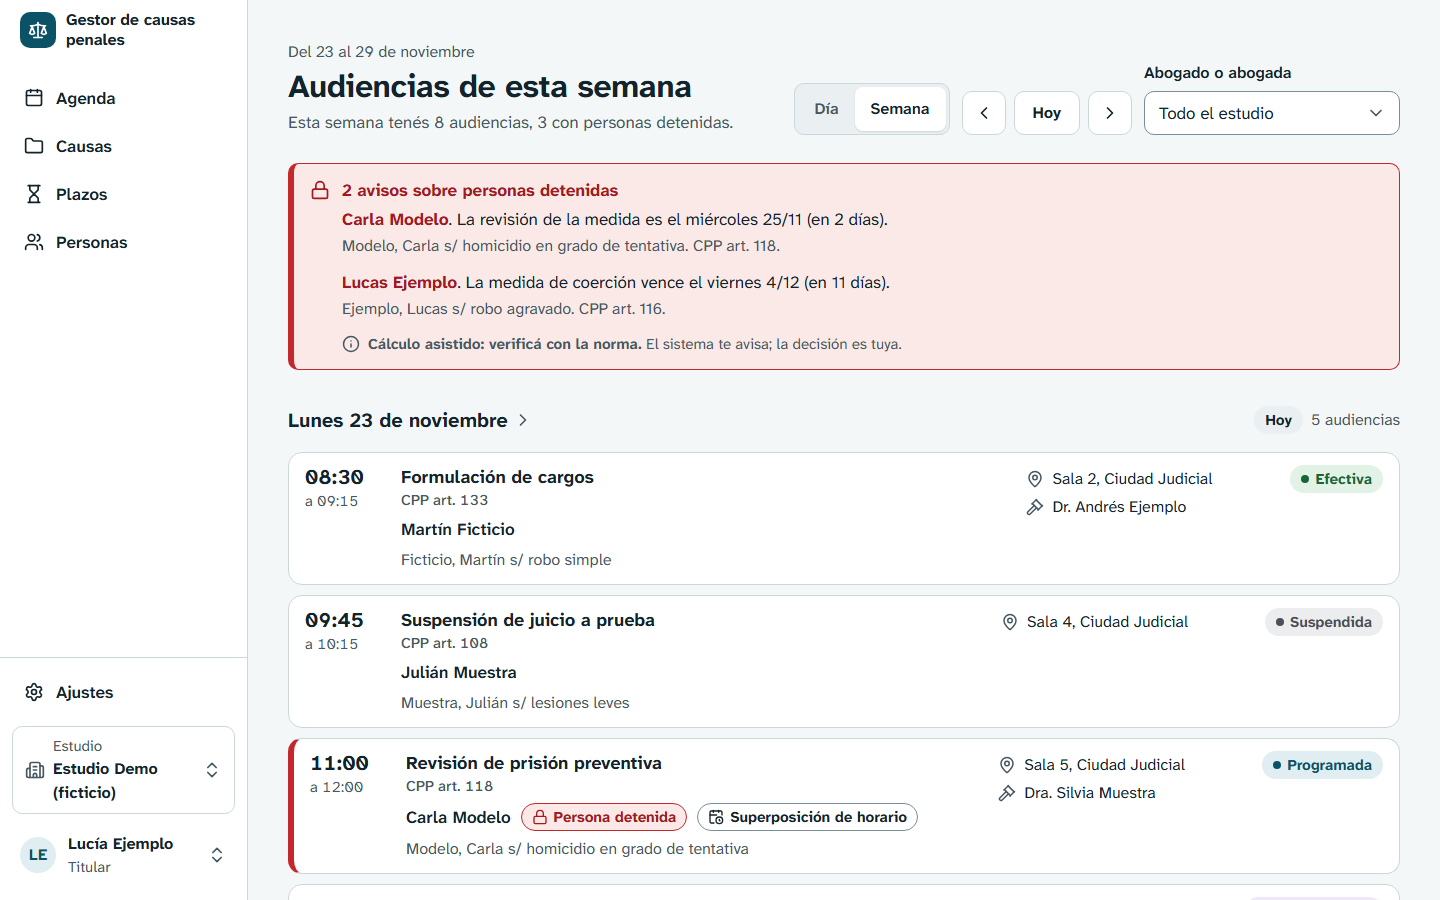 Gestor de causas
penales
Agenda
Causas
Plazos
Personas
Ajustes
Estudio
Estudio Demo
(ficticio)
LE
Lucía Ejemplo
Titular
Del 23 al 29 de noviembre
Audiencias de esta semana
Esta semana tenés 8 audiencias, 3 con personas detenidas.
Día
Semana
Hoy
Abogado o abogada
Todo el estudio
2 avisos sobre personas detenidas
Carla Modelo. La revisión de la medida es el miércoles 25/11 (en 2 días).
Modelo, Carla s/ homicidio en grado de tentativa. CPP art. 118.
Lucas Ejemplo. La medida de coerción vence el viernes 4/12 (en 11 días).
Ejemplo, Lucas s/ robo agravado. CPP art. 116.
Cálculo asistido: verificá con la norma. El sistema te avisa; la decisión es tuya.
Lunes 23 de noviembre
Hoy
5 audiencias
08:30
a 09:15
Formulación de cargos
CPP art. 133
Martín Ficticio
Ficticio, Martín s/ robo simple
Sala 2, Ciudad Judicial
Dr. Andrés Ejemplo
Efectiva
09:45
a 10:15
Suspensión de juicio a prueba
CPP art. 108
Julián Muestra
Muestra, Julián s/ lesiones leves
Sala 4, Ciudad Judicial
Suspendida
11:00
a 12:00
Revisión de prisión preventiva
CPP art. 118
Carla Modelo
Persona detenida
Superposición de horario
Modelo, Carla s/ homicidio en grado de tentativa
Sala 5, Ciudad Judicial
Dra. Silvia Muestra
Programada